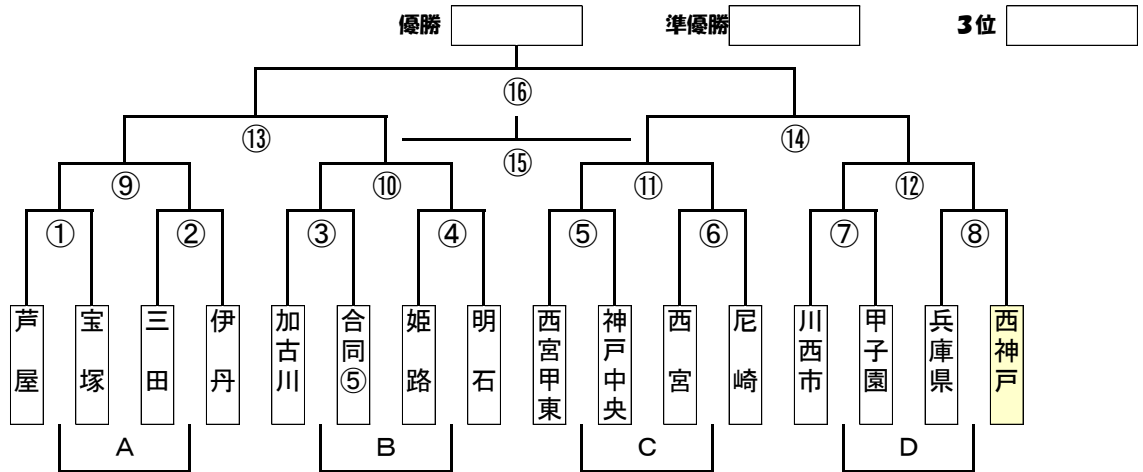 優勝 準優勝 3位
⑯
⑬ ⑮ ⑭
⑨ ⑩ ⑪ ⑫
① ② ③ ④ ⑤ ⑥ ⑦ ⑧
芦屋
宝塚
三田
伊丹
加古川
合同⑤
姫路
明石
西宮甲東
神戸中央
西宮
尼崎
川西市
甲子園
兵庫県
西神戸
A B C D